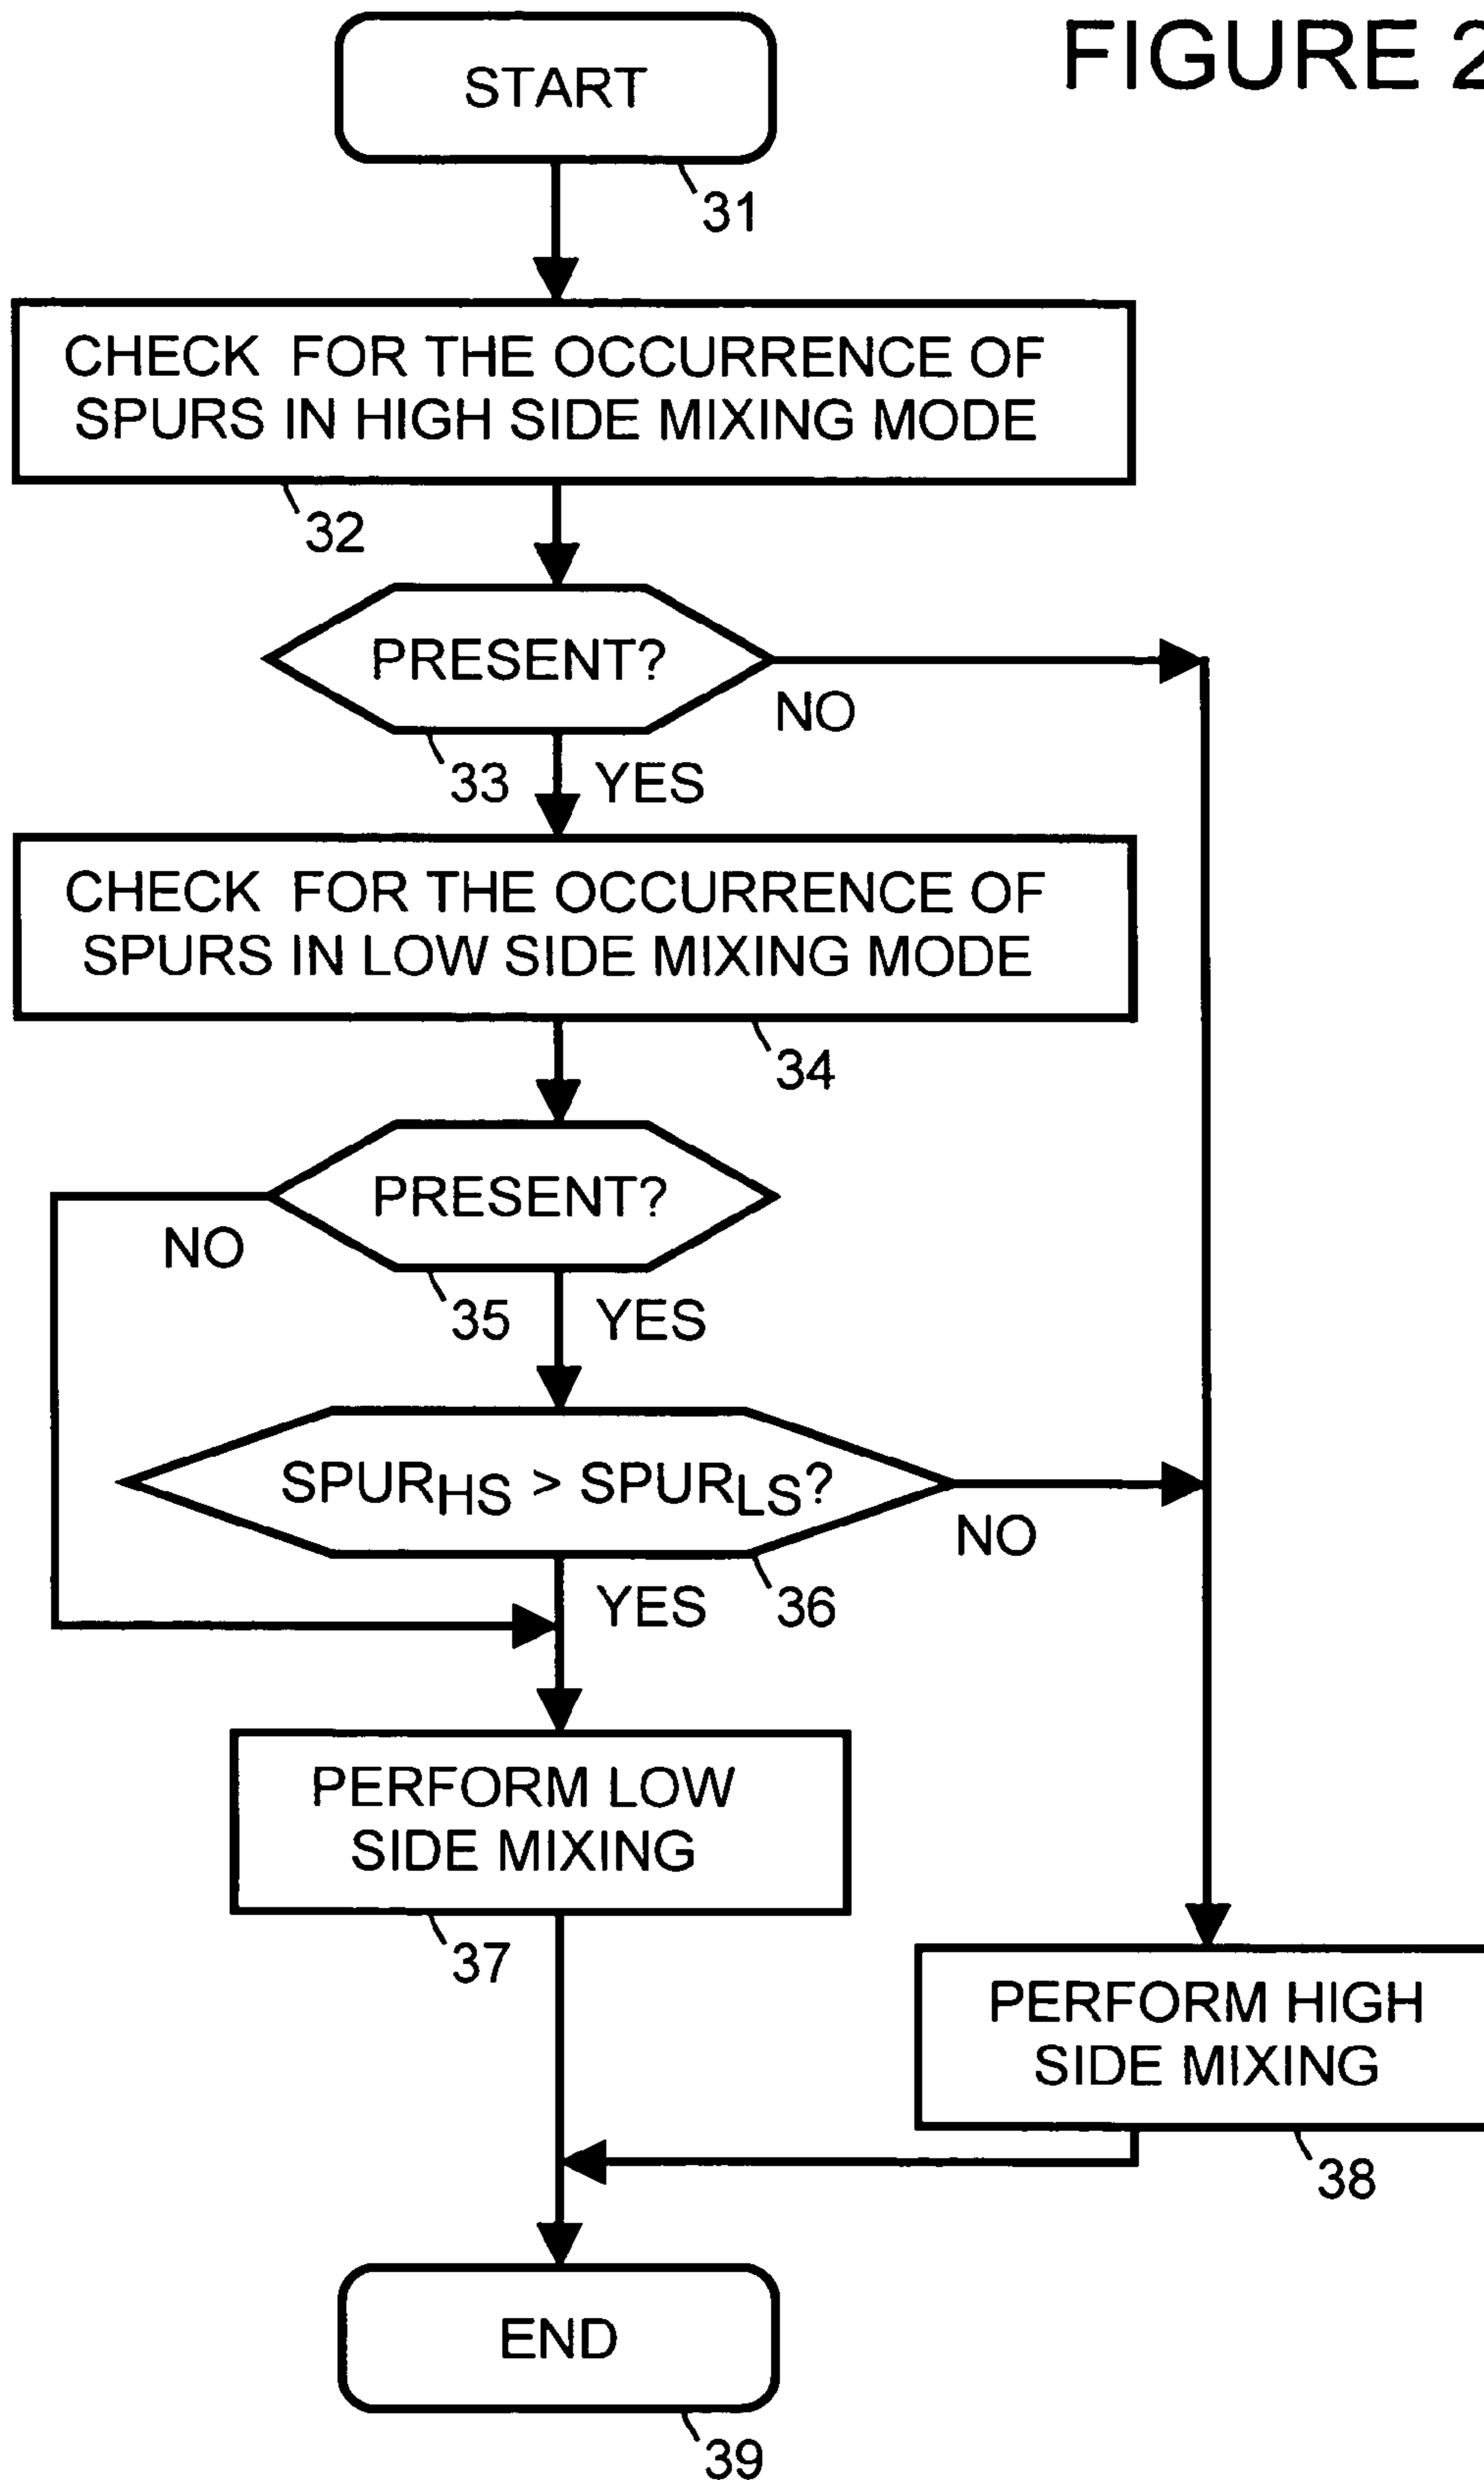 FIGURE 2
START
31
CHECK FOR THE OCCURRENCE OF
SPURS IN HIGH SIDE MIXING MODE
32
PRESENT?
NO
33
YES
CHECK FOR THE OCCURRENCE OF
SPURS IN LOW SIDE MIXING MODE
34
PRESENT?
NO
35
YES
SPURHS > SPURLS?
NO
YES
36
PERFORM LOW
SIDE MIXING
37
PERFORM HIGH
SIDE MIXING
38
END
39